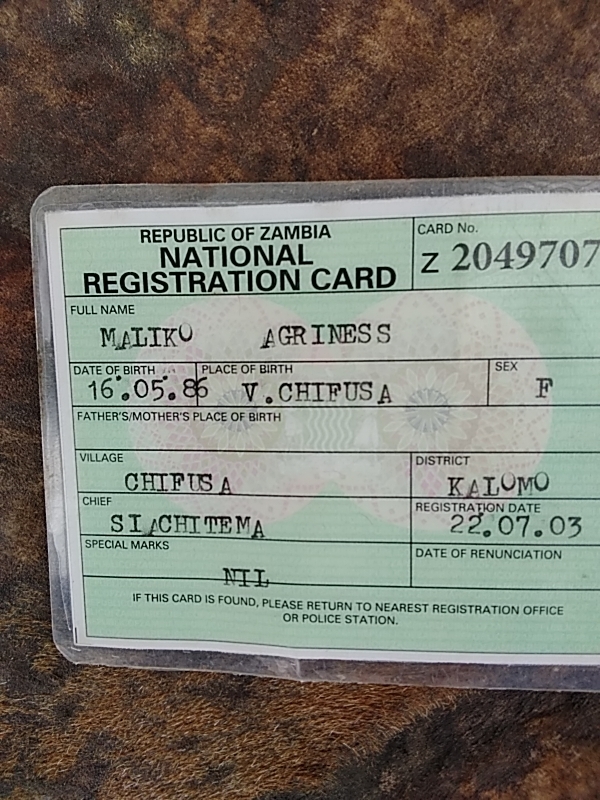 REPUBLIC OF ZAMBIA
NATIONAL
REGISTRATION CARD
CARD No.
Z 2049707
FULL NAME
MALIKO AGRINESS
DATE OF BIRTH PLACE OF BIRTH SEX
16.05.86 V.CHIFUSA F
FATHER'S/MOTHER'S PLACE OF BIRTH
VILLAGE DISTRICT
CHIFUSA KALOMO
CHIEF REGISTRATION DATE
SIACHITEMA 22.07.03
SPECIAL MARKS DATE OF RENUNCIATION
NIL
IF THIS CARD IS FOUND, PLEASE RETURN TO NEAREST REGISTRATION OFFICE
OR POLICE STATION.